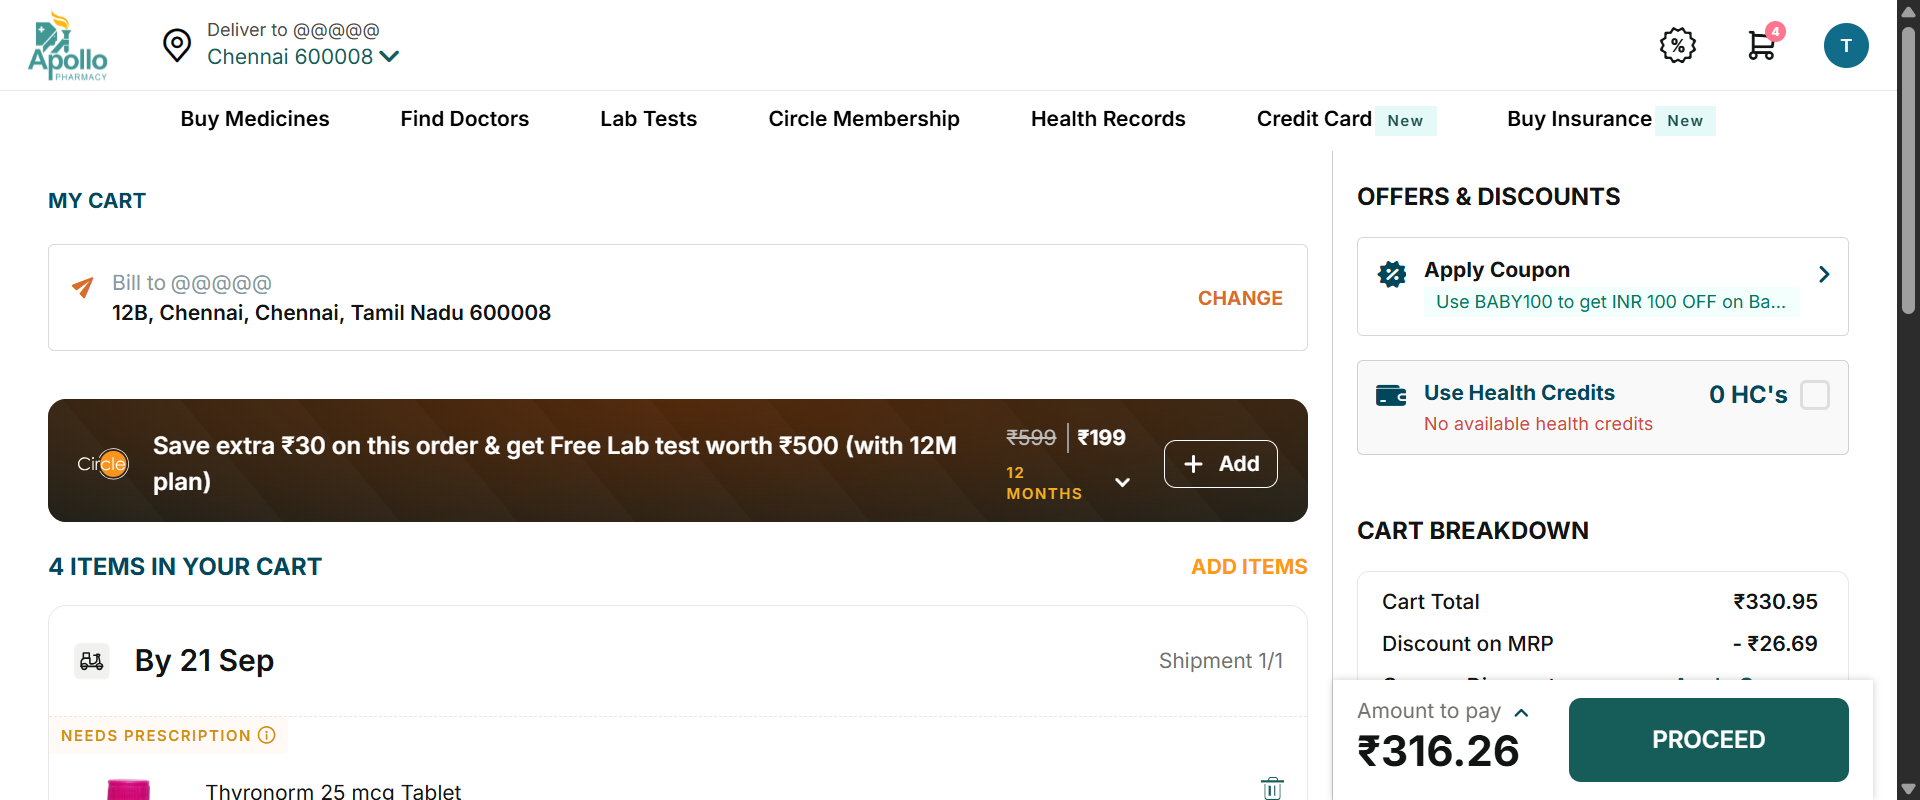 Apollo
PHARMACY
Deliver to @@@@@
Chennai 600008
%
4
T
Buy Medicines
Find Doctors
Lab Tests
Circle Membership
Health Records
Credit Card New
Buy Insurance New
MY CART
Bill to @@@@@
12B, Chennai, Chennai, Tamil Nadu 600008
CHANGE
Circle
Save extra ₹30 on this order & get Free Lab test worth ₹500 (with 12M
plan)
₹599 ₹199
12
MONTHS
+ Add
4 ITEMS IN YOUR CART
ADD ITEMS
By 21 Sep
Shipment 1/1
NEEDS PRESCRIPTION
Thyronorm 25 mcg Tablet
OFFERS & DISCOUNTS
Apply Coupon
Use BABY100 to get INR 100 OFF on Ba...
Use Health Credits
0 HC's
No available health credits
CART BREAKDOWN
Cart Total ₹330.95
Discount on MRP - ₹26.69
Amount to pay
₹316.26
PROCEED